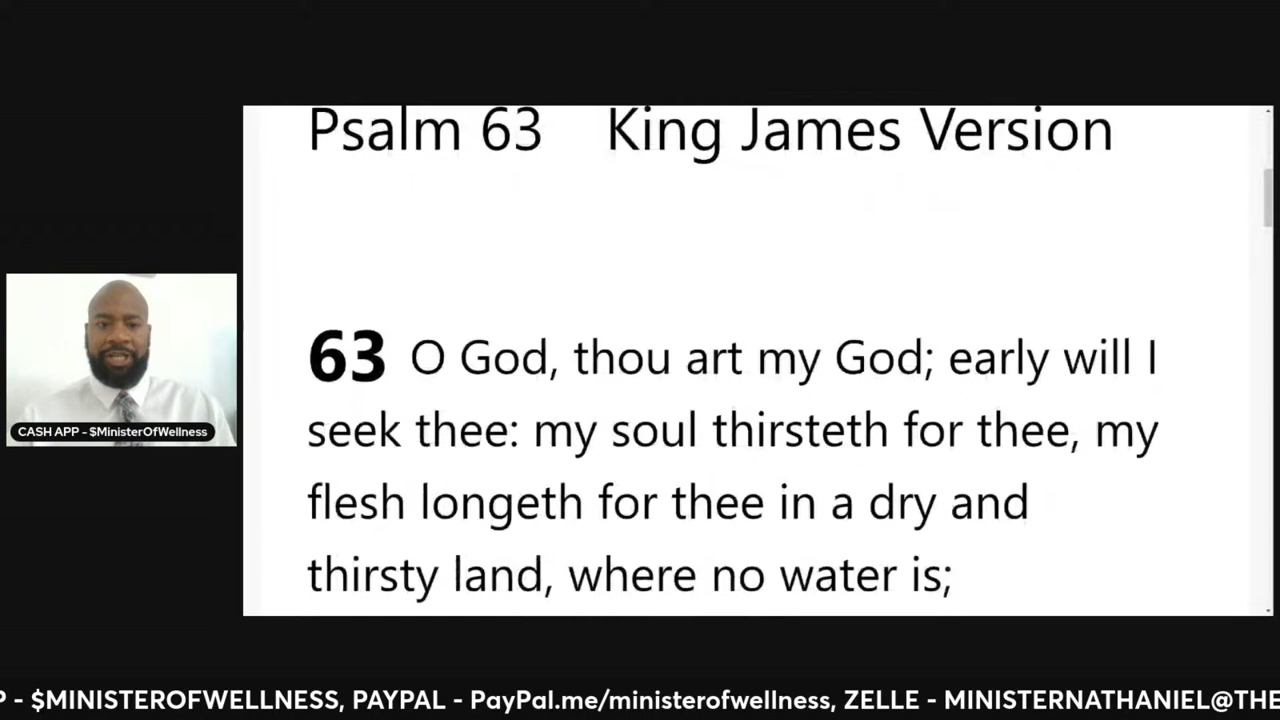 Psalm 63 King James Version
63 O God, thou art my God; early will I
seek thee: my soul thirsteth for thee, my
flesh longeth for thee in a dry and
thirsty land, where no water is;
CASH APP - $MinisterOfWellness
P - $MINISTEROFWELLNESS, PAYPAL - PayPal.me/ministerofwellness, ZELLE - MINISTERNATHANIEL@THE